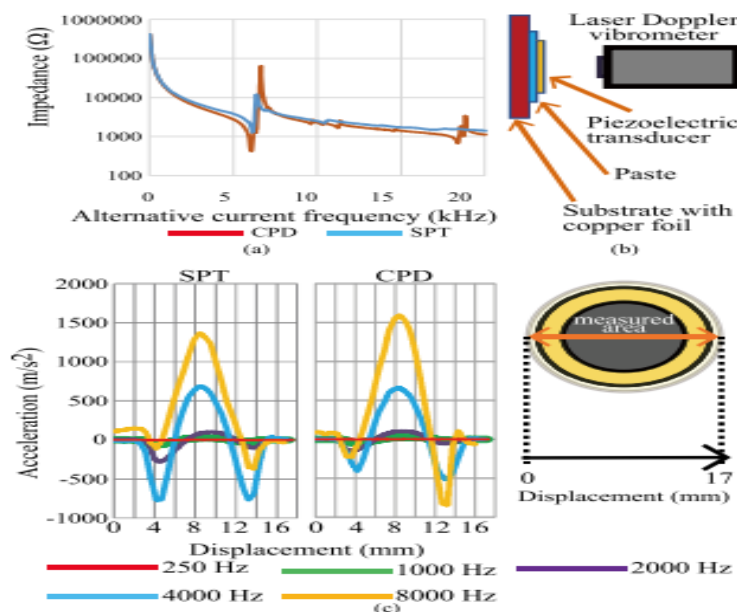 1000000
1000000
10000
1000
100
Impedance (Ω)
0 5 10 15 20
Alternative current frequency (kHz)
CPD SPT
(a)
Laser Doppler
vibrometer
Piezoelectric
transducer
Paste
Substrate with
copper foil
(b)
SPT CPD
2000
1500
1000
500
0
-500
-1000
Acceleration (m/s²)
0 4 8 12 16 0 4 8 12 16
Displacement (mm)
measured
area
0 17
Displacement (mm)
250 Hz 1000 Hz 2000 Hz
4000 Hz 8000 Hz
(c)